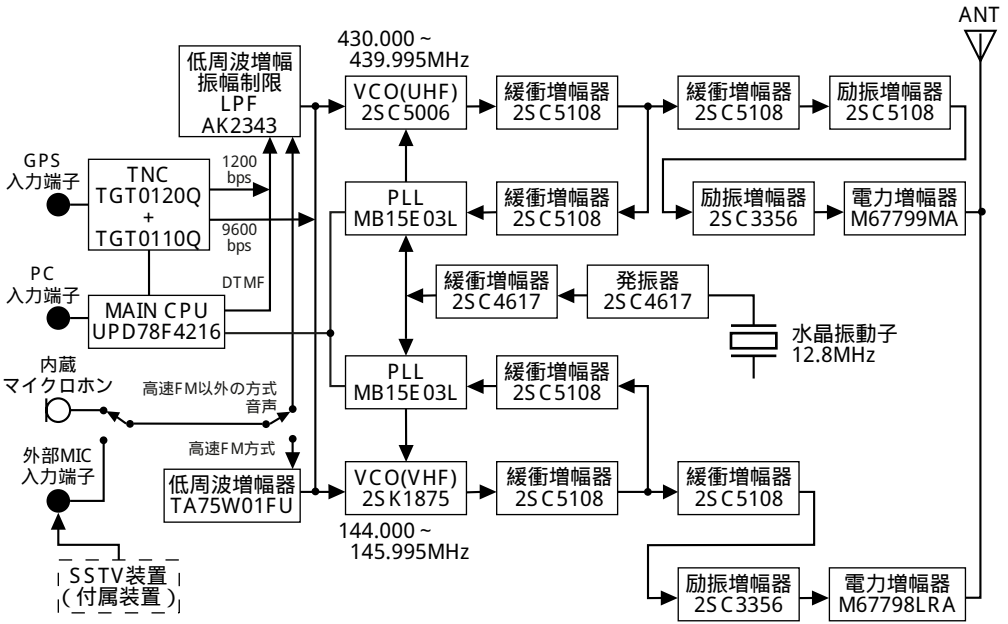 ANT
430.000 ~
439.995MHz
低周波増幅
振幅制限
LPF
AK2343
VCO(UHF)
2SC5006
緩衝増幅器
2SC5108
緩衝増幅器
2SC5108
励振増幅器
2SC5108
GPS
入力端子
TNC
TGT0120Q
+
TGT0110Q
1200
bps
9600
bps
PLL
MB15E03L
緩衝増幅器
2SC5108
励振増幅器
2SC3356
電力増幅器
M67799MA
PC
入力端子
DTMF
MAIN CPU
UPD78F4216
緩衝増幅器
2SC4617
発振器
2SC4617
水晶振動子
12.8MHz
内蔵
マイクロホン
高速FM以外の方式
音声
PLL
MB15E03L
緩衝増幅器
2SC5108
外部MIC
入力端子
高速FM方式
低周波増幅器
TA75W01FU
VCO(VHF)
2SK1875
緩衝増幅器
2SC5108
緩衝増幅器
2SC5108
144.000 ~
145.995MHz
SSTV装置
(付属装置)
励振増幅器
2SC3356
電力増幅器
M67798LRA